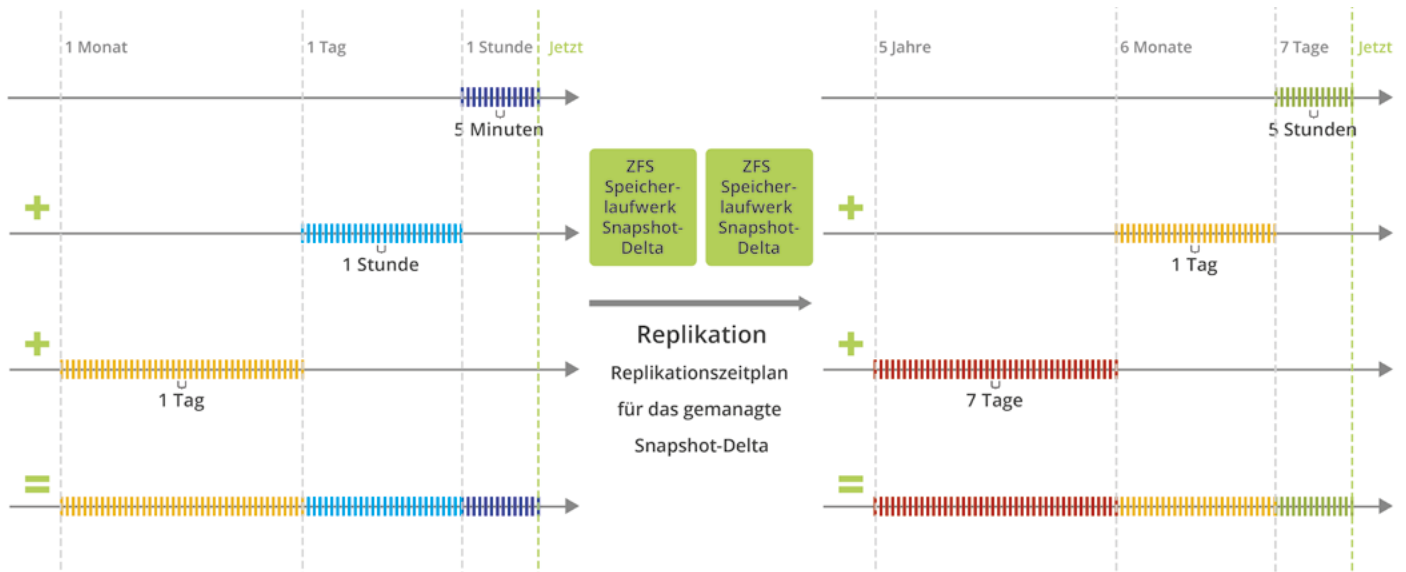 1 Monat
1 Tag
1 Stunde
Jetzt
5 Minuten
1 Stunde
1 Tag
ZFS
Speicher-
laufwerk
Snapshot-
Delta
ZFS
Speicher-
laufwerk
Snapshot-
Delta
Replikation
Replikationszeitplan
für das gemanagte
Snapshot-Delta
5 Jahre
6 Monate
7 Tage
Jetzt
5 Stunden
1 Tag
7 Tage